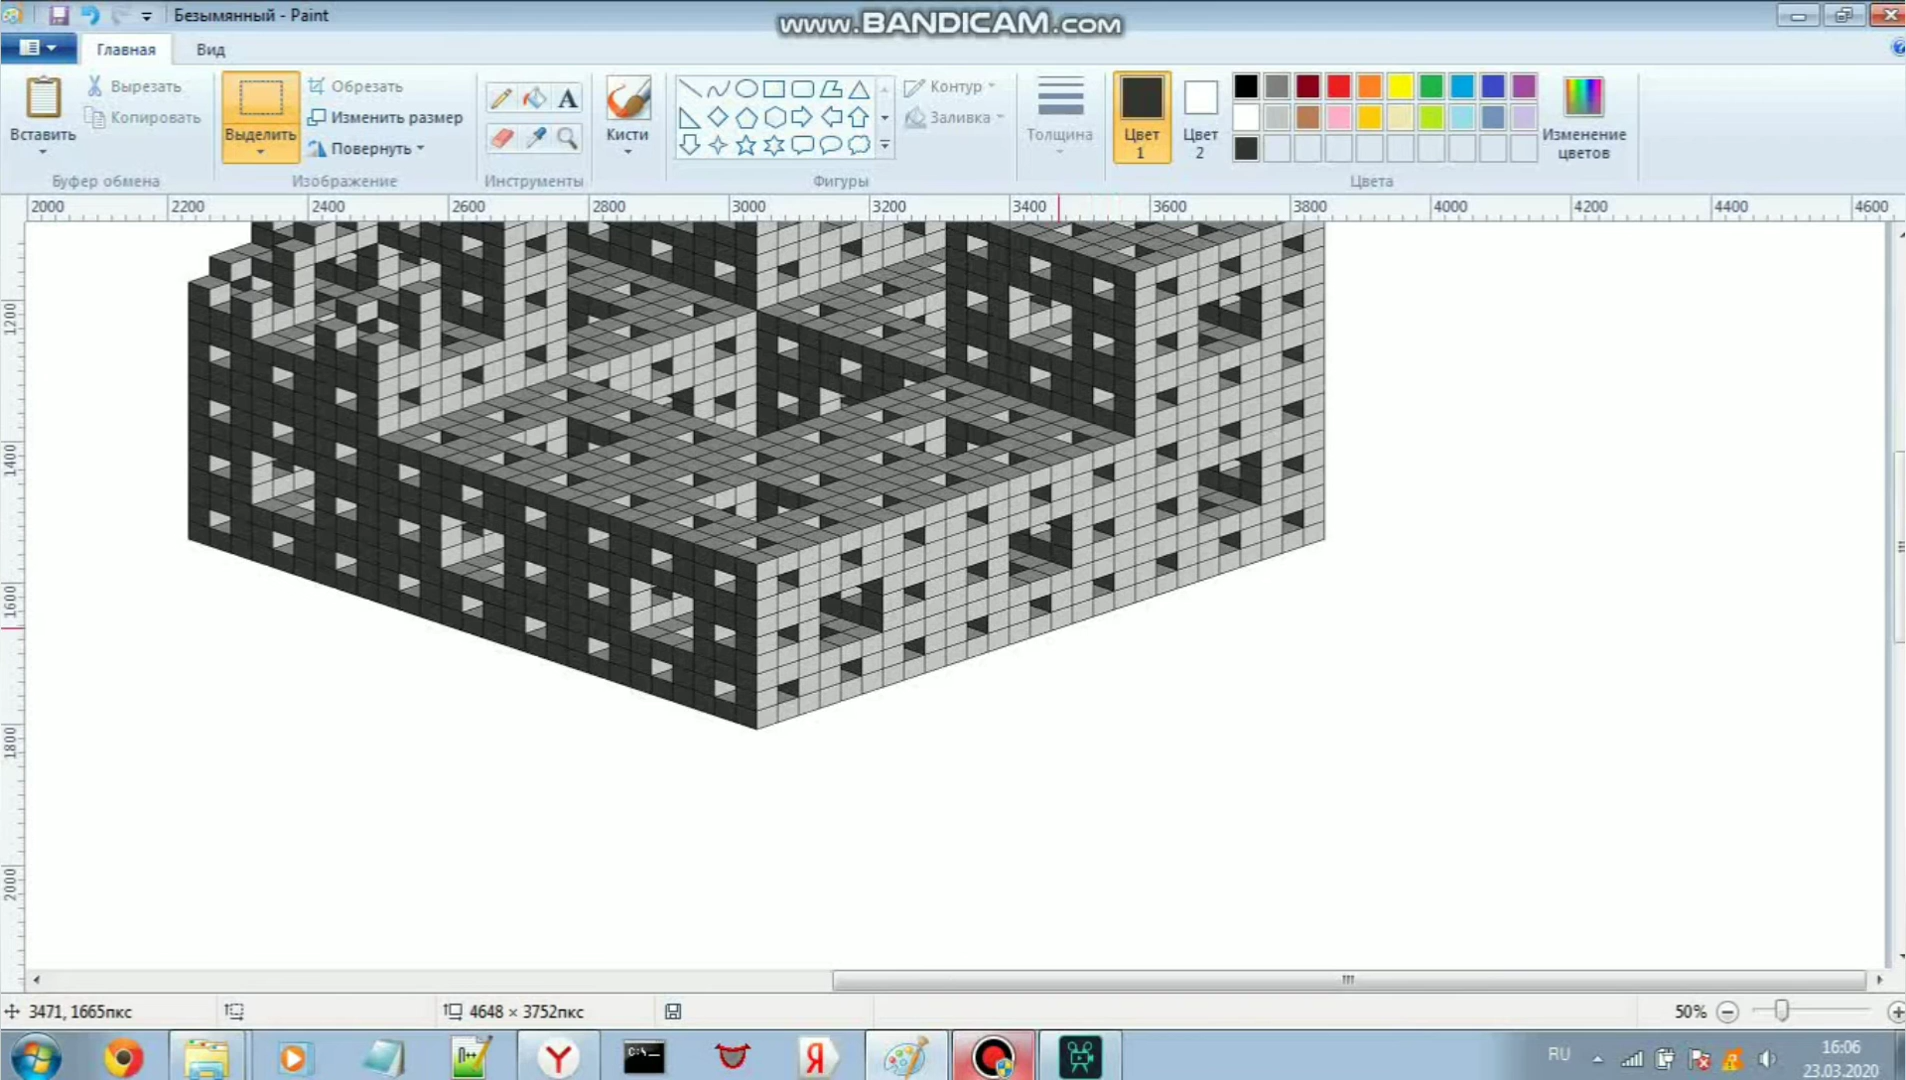 Безымянный - Paint
www.BANDICAM.com
Главная
Вид
Вставить
Вырезать
Копировать
Буфер обмена
Выделить
Обрезать
Изменить размер
Повернуть
Изображение
A
Инструменты
Кисти
Фигуры
Контур
Заливка
Толщина
Цвет
1
Цвет
2
Изменение
цветов
Цвета
2000 2200 2400 2600 2800 3000 3200 3400 3600 3800 4000 4200 4400 4600
1200
1400
1600
1800
2000
3471, 1665пкс
4648 × 3752пкс
50%
C:\
Я
RU
16:06
23.03.2020